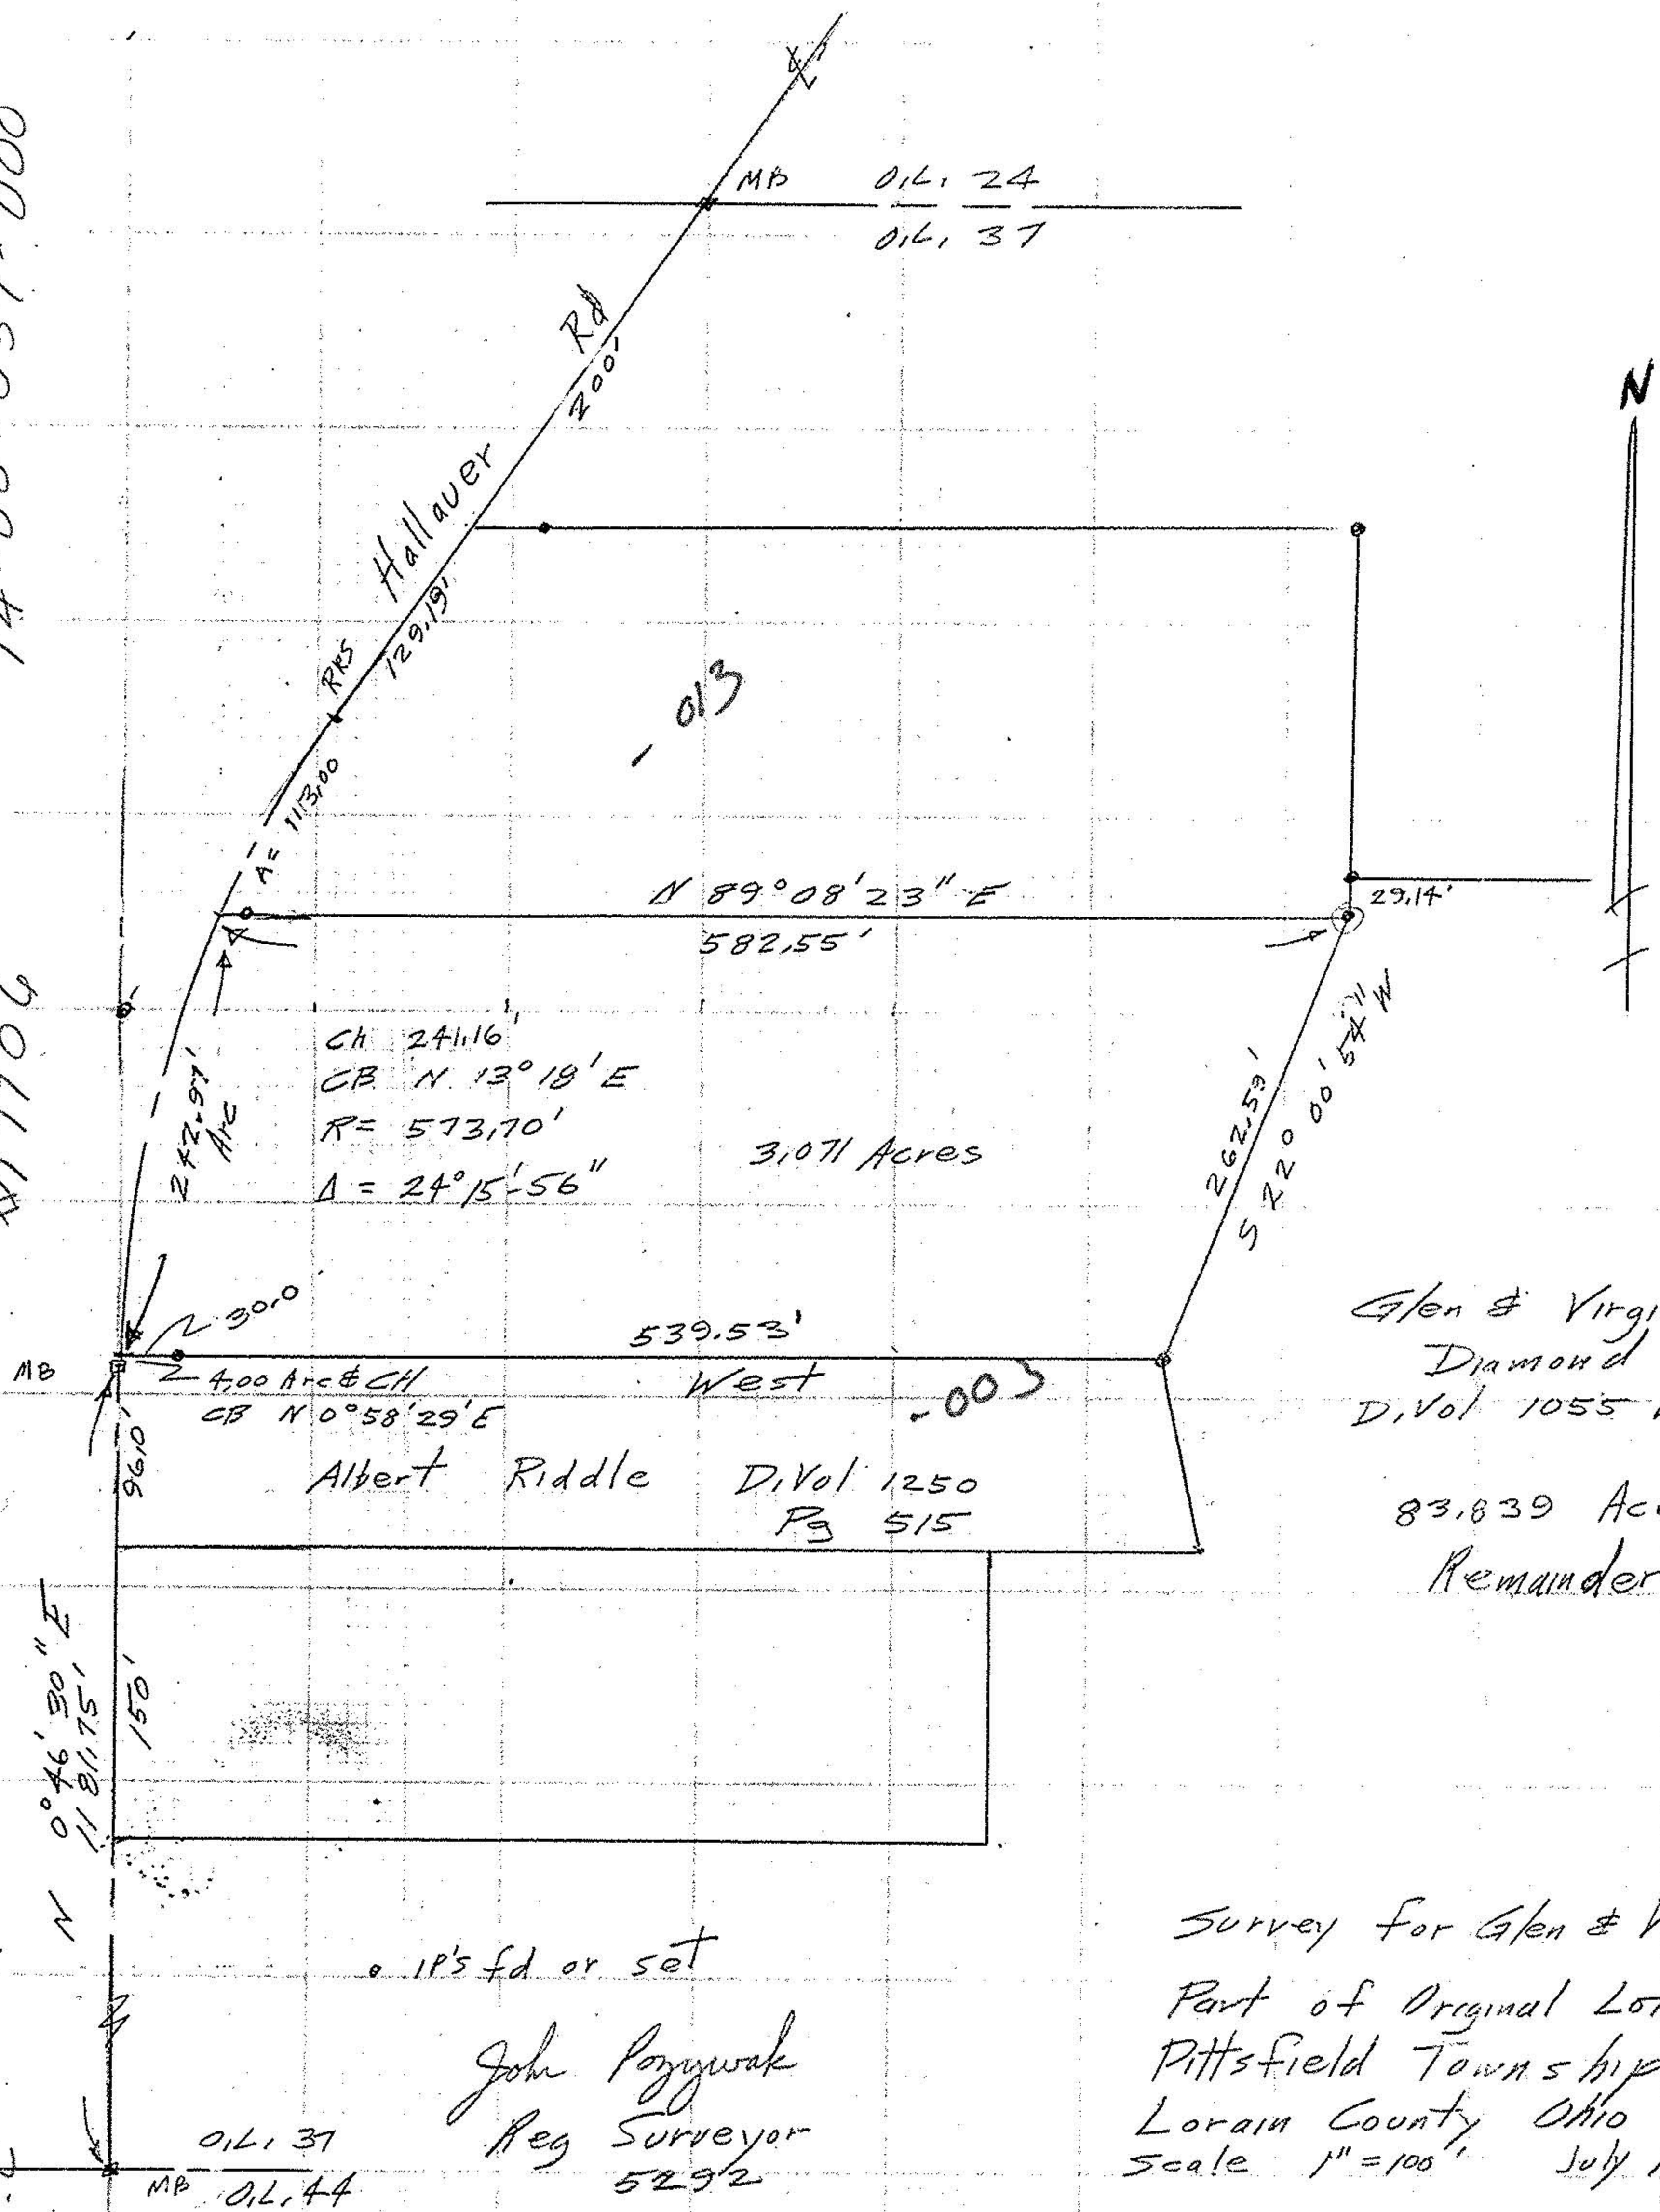 MB O.L. 24
O.L. 37
Hallauer Rd
200'
N
129.19'
RRS
- 013
A= 113.00
N 89°08'23" E
582.55'
29.14'
Ch 241.16'
CB N 13°18' E
R= 573.70'
Δ = 24°15'-56"
242.97'
Arc
3.071 Acres
262.59'
S 22° 00' 54" W
30.0
539.53'
West
MB
4.00 Arc & CH
CB N 0°58'29' E
- 003
96.0'
Albert Riddle D.Vol 1250
Pg 515
Glen & Virgi
Diamond
D.Vol 1055
83.839 Ac
Remainder
N 0°46'30" E
1181.75'
150'
• IP's fd or set
John Pozywak
Reg Surveyor
5292
O.L. 37
MB O.L. 44
Survey for Glen & V
Part of Original Lo
Pittsfield Township
Lorain County Ohio
Scale 1" = 100' July